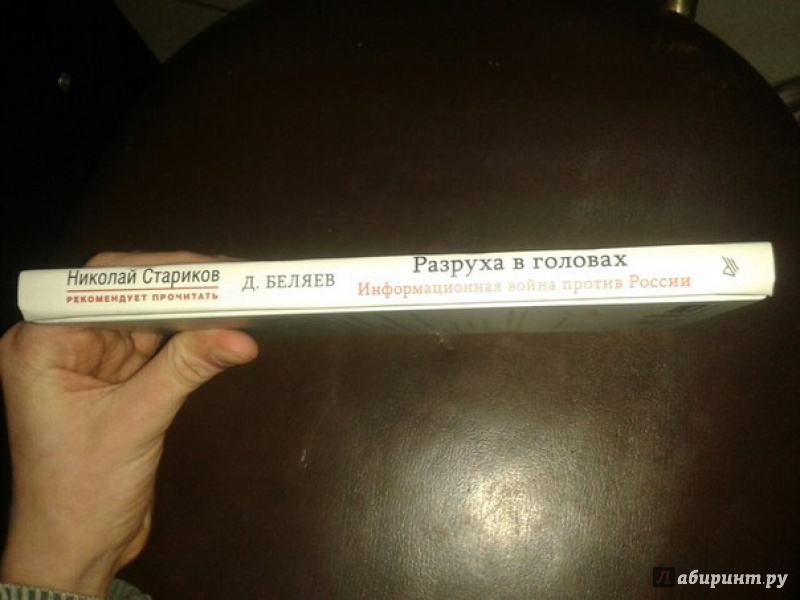 Николай Стариков
РЕКОМЕНДУЕТ ПРОЧИТАТЬ
Д. БЕЛЯЕВ
Разруха в головах
Информационная война против России
Лабиринт.ру